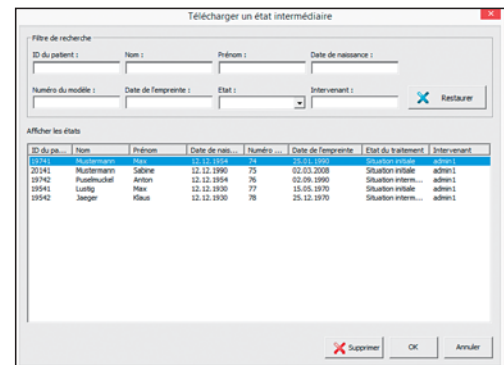 Télécharger un état intermédiaire
Filtre de recherche
ID du patient : Nom : Prénom : Date de naissance :
Numéro du modèle : Date de l'empreinte : Etat : Intervenant :
Restaurer
Afficher les états
ID du pa... Nom Prénom Date de nais... Numéro ... Date de l'empreinte Etat du traitement Intervenant
19741 Mustermann Max 12.12.1954 74 25.01.1990 Situation initiale admin1
20141 Mustermann Sabine 12.12.1990 75 02.03.2008 Situation initiale admin1
19742 Puselmuckel Anton 12.12.1954 76 02.09.1990 Situation interm... admin1
19541 Lustig Max 12.12.1930 77 15.05.1970 Situation initiale admin1
19542 Jaeger Klaus 12.12.1930 78 25.12.1970 Situation interm... admin1
Supprimer OK Annuler